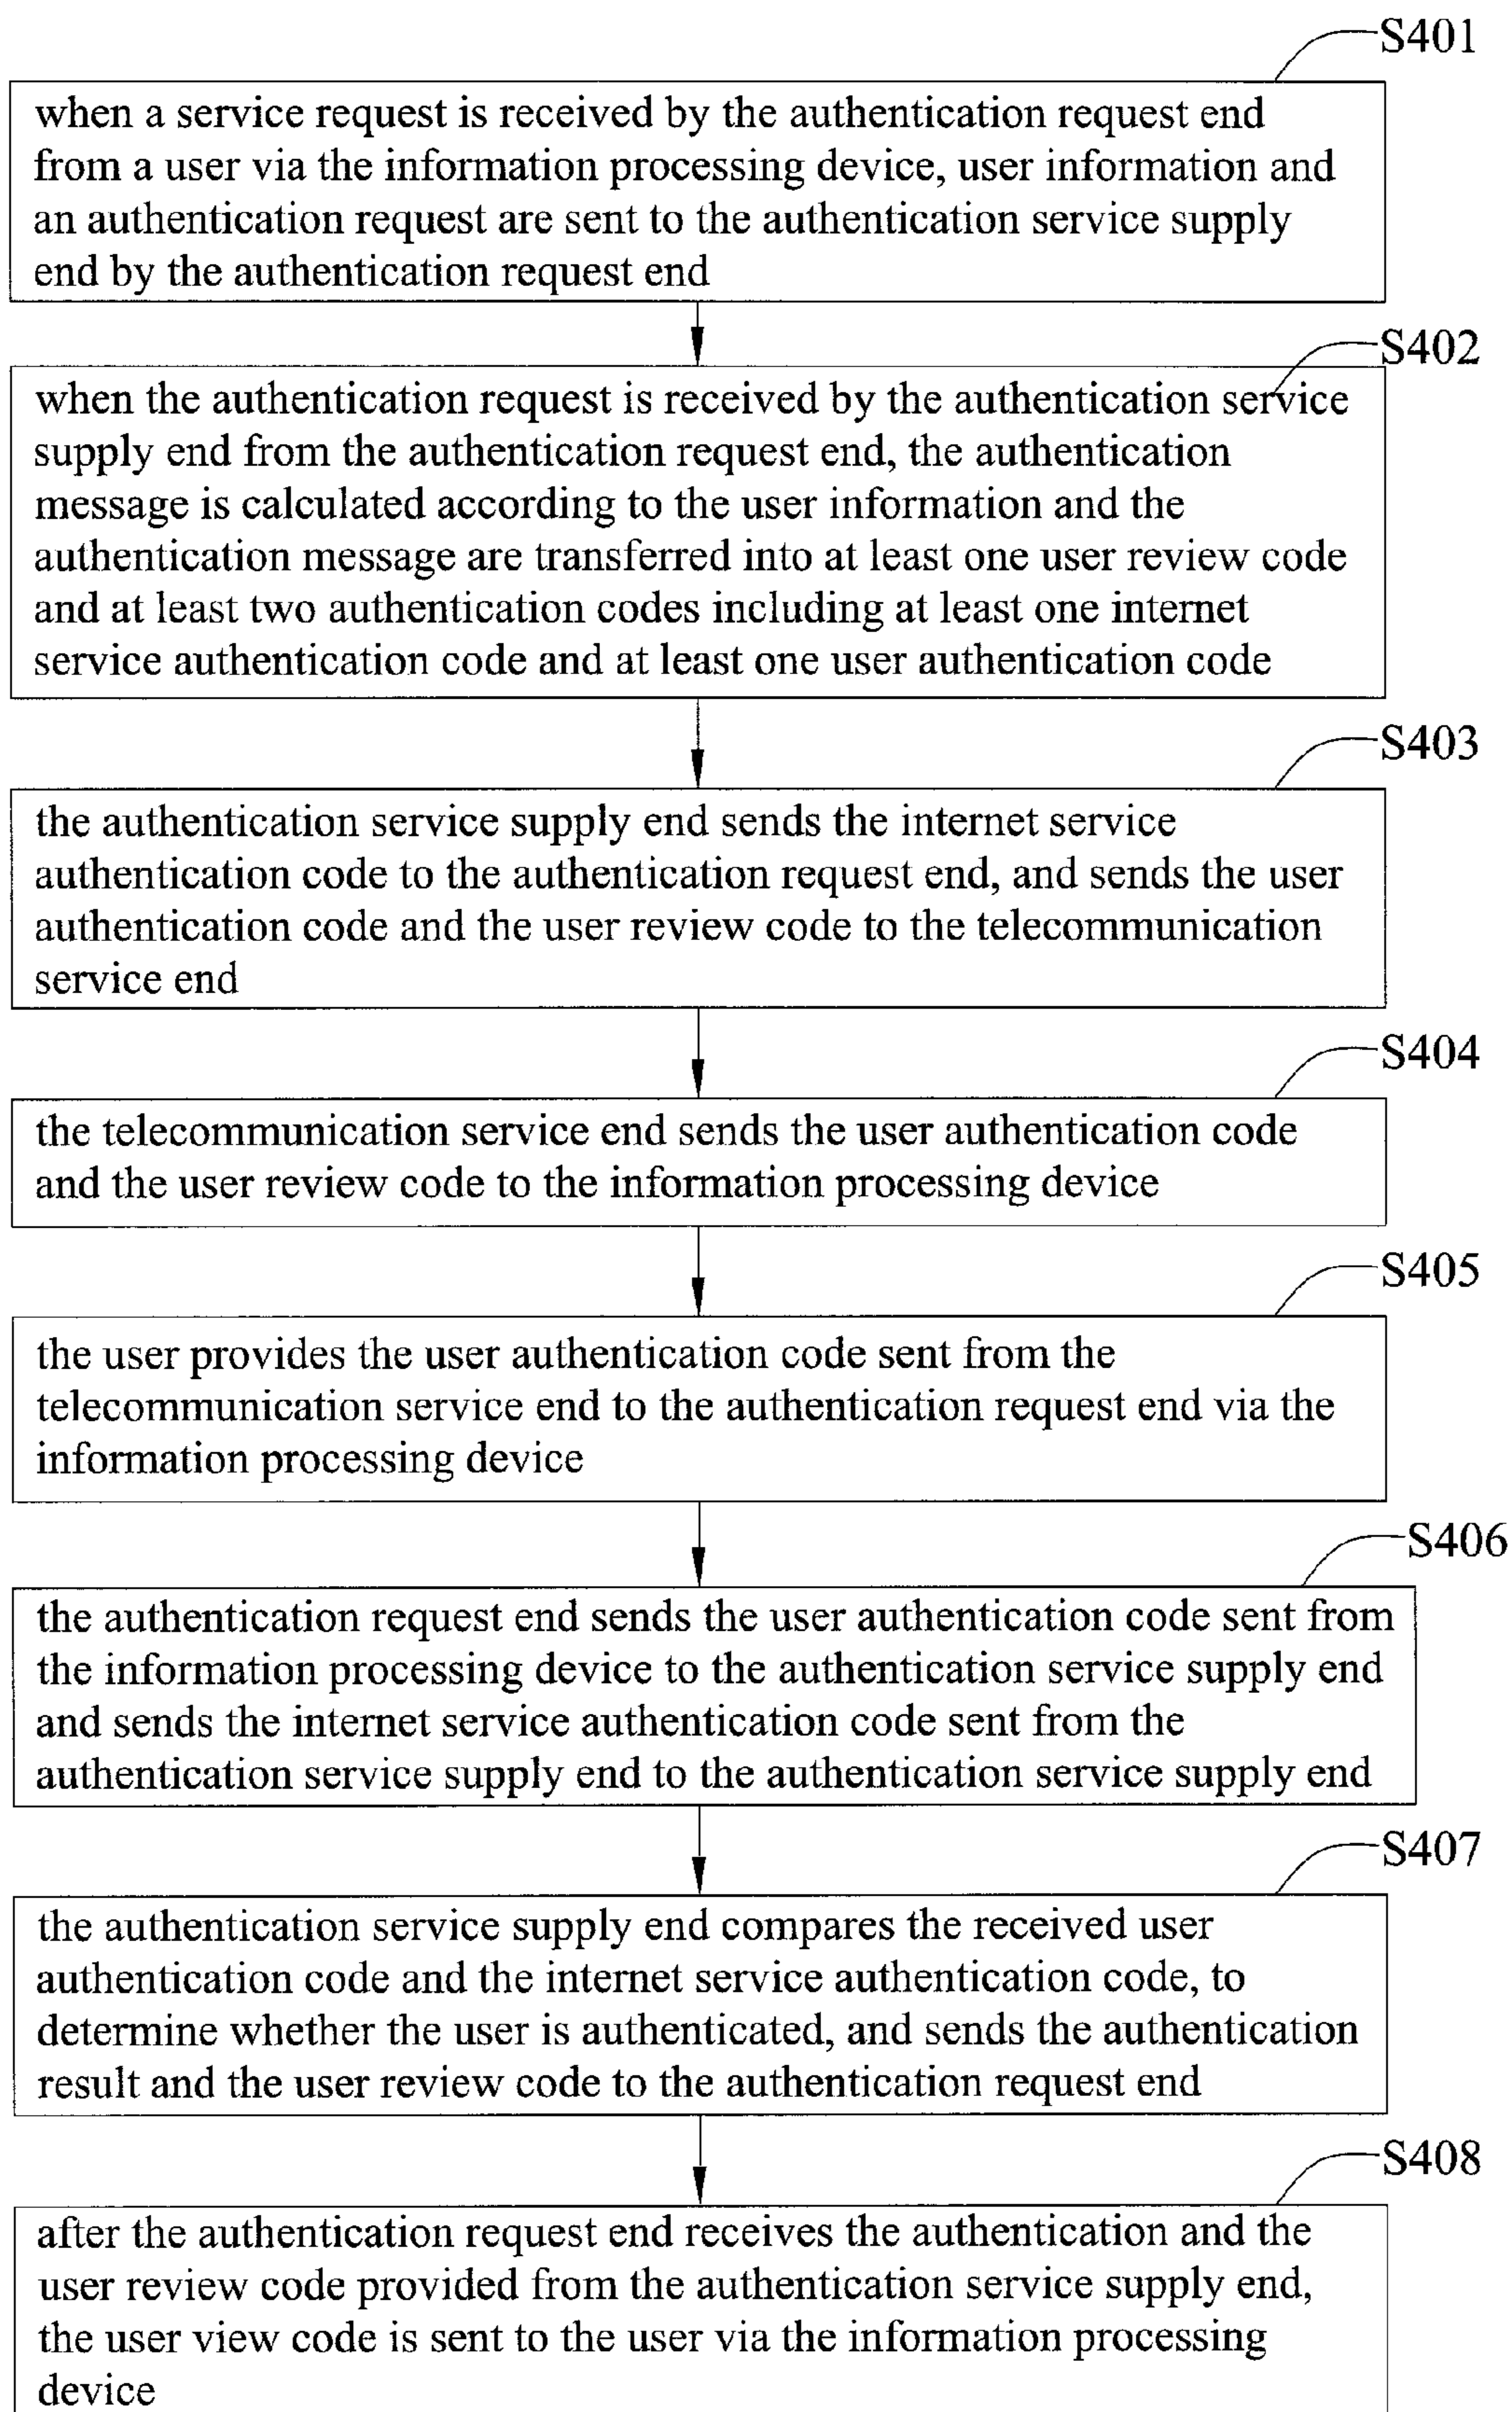 S401
when a service request is received by the authentication request end
from a user via the information processing device, user information and
an authentication request are sent to the authentication service supply
end by the authentication request end
S402
when the authentication request is received by the authentication service
supply end from the authentication request end, the authentication
message is calculated according to the user information and the
authentication message are transferred into at least one user review code
and at least two authentication codes including at least one internet
service authentication code and at least one user authentication code
S403
the authentication service supply end sends the internet service
authentication code to the authentication request end, and sends the user
authentication code and the user review code to the telecommunication
service end
S404
the telecommunication service end sends the user authentication code
and the user review code to the information processing device
S405
the user provides the user authentication code sent from the
telecommunication service end to the authentication request end via the
information processing device
S406
the authentication request end sends the user authentication code sent from
the information processing device to the authentication service supply end
and sends the internet service authentication code sent from the
authentication service supply end to the authentication service supply end
S407
the authentication service supply end compares the received user
authentication code and the internet service authentication code, to
determine whether the user is authenticated, and sends the authentication
result and the user review code to the authentication request end
S408
after the authentication request end receives the authentication and the
user review code provided from the authentication service supply end,
the user view code is sent to the user via the information processing
device